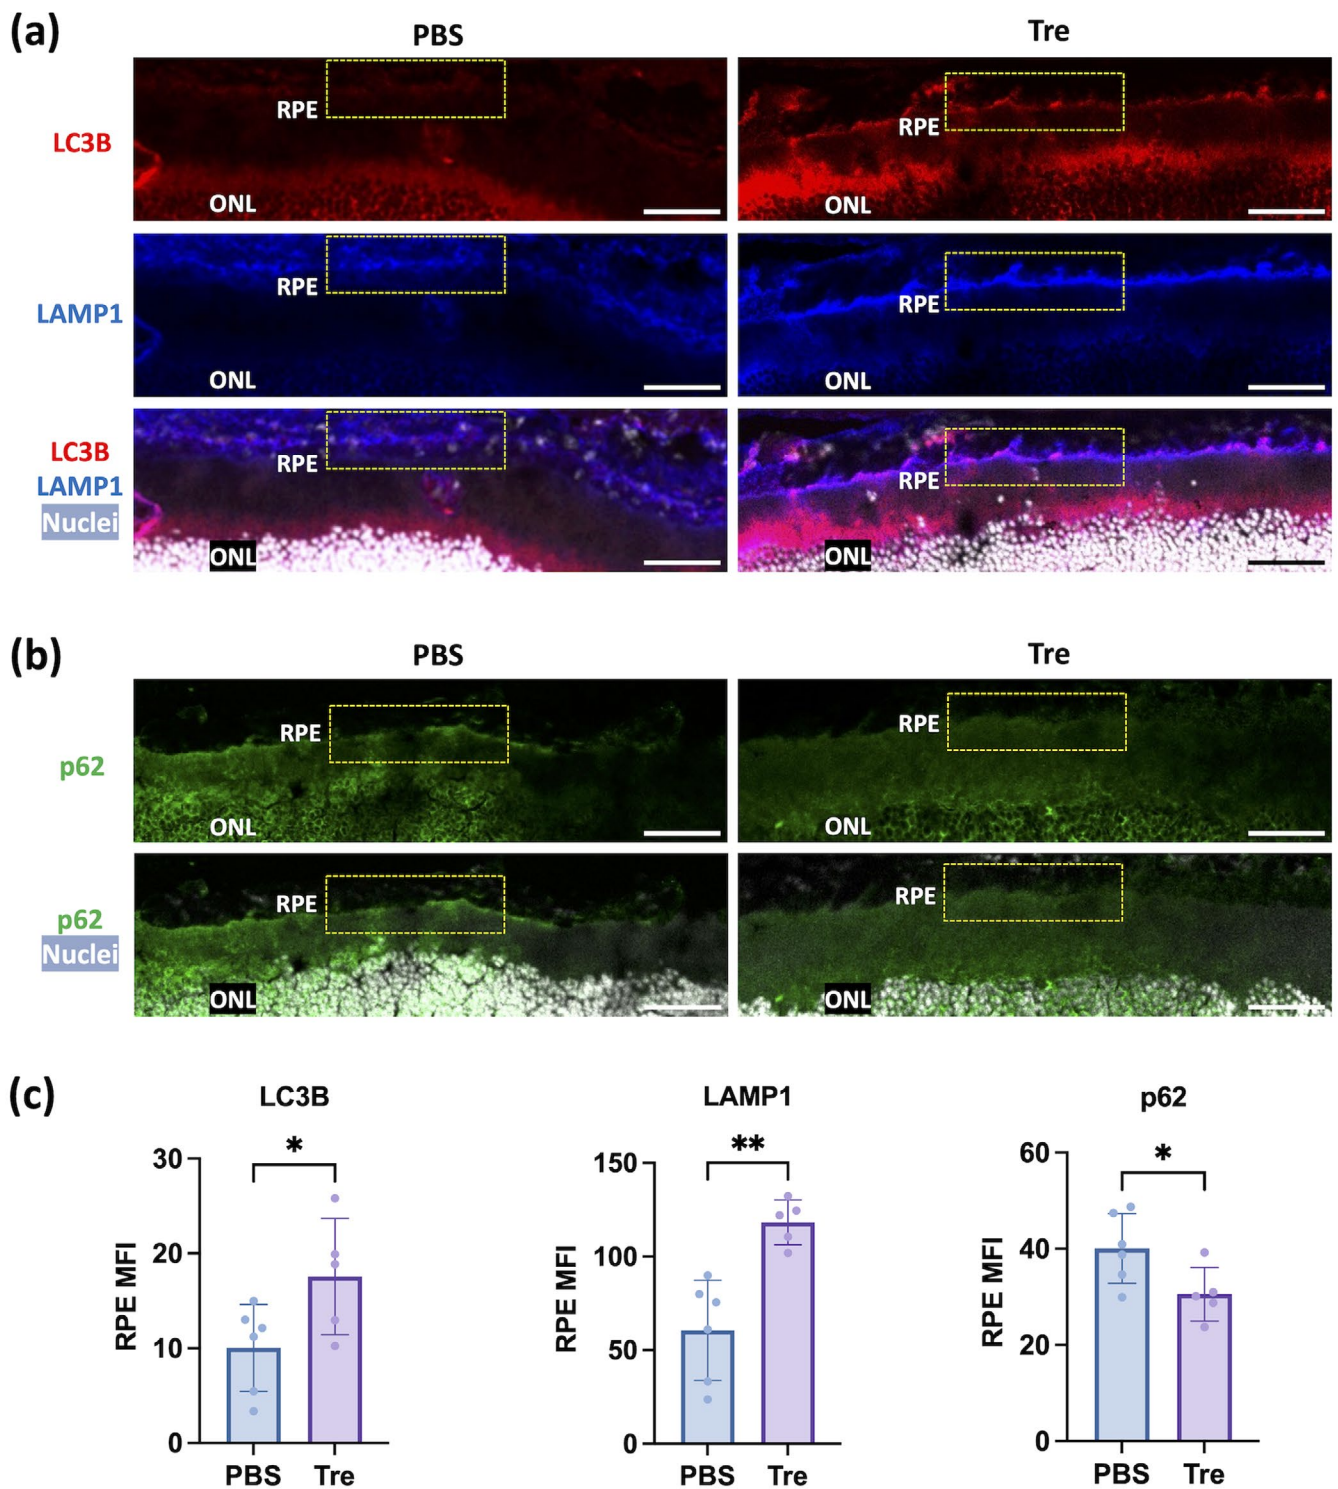 (a)
PBS
Tre
LC3B
RPE
ONL
RPE
ONL
LAMP1
RPE
ONL
RPE
ONL
LC3B
LAMP1
Nuclei
RPE
ONL
RPE
ONL
(b)
PBS
Tre
p62
RPE
ONL
RPE
ONL
p62
Nuclei
RPE
ONL
RPE
ONL
(c)
LC3B
*
RPE MFI
30
20
10
0
PBS Tre
LAMP1
**
RPE MFI
150
100
50
0
PBS Tre
p62
*
RPE MFI
60
40
20
0
PBS Tre